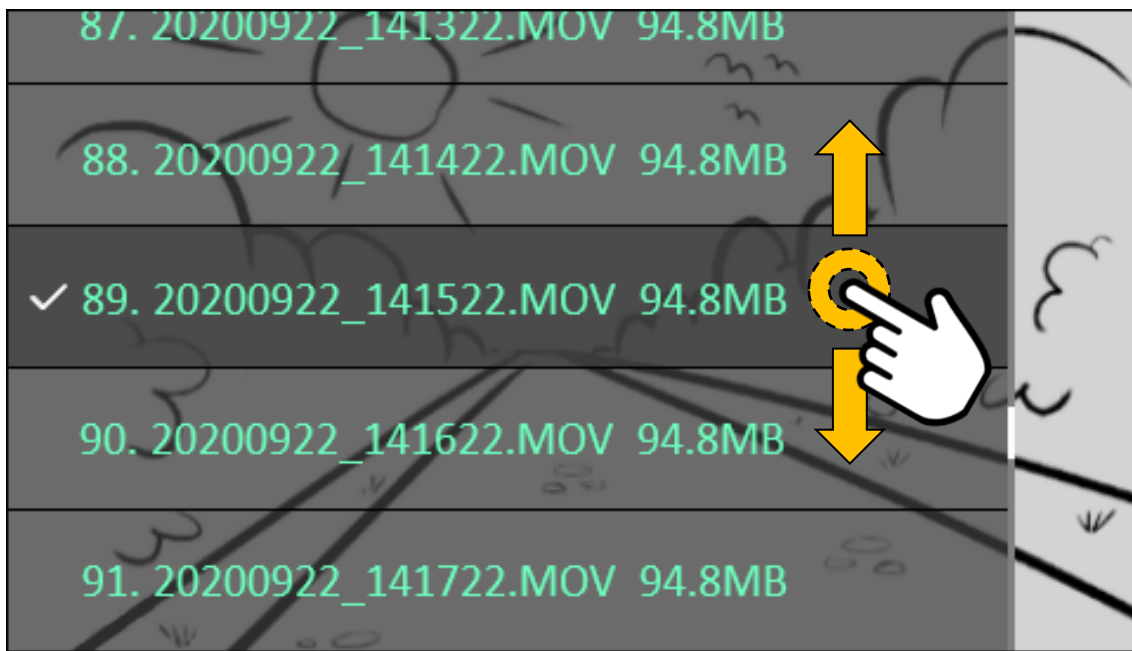 87. 20200922_141322.MOV 94.8MB
88. 20200922_141422.MOV 94.8MB
89. 20200922_141522.MOV 94.8MB
90. 20200922_141622.MOV 94.8MB
91. 20200922_141722.MOV 94.8MB